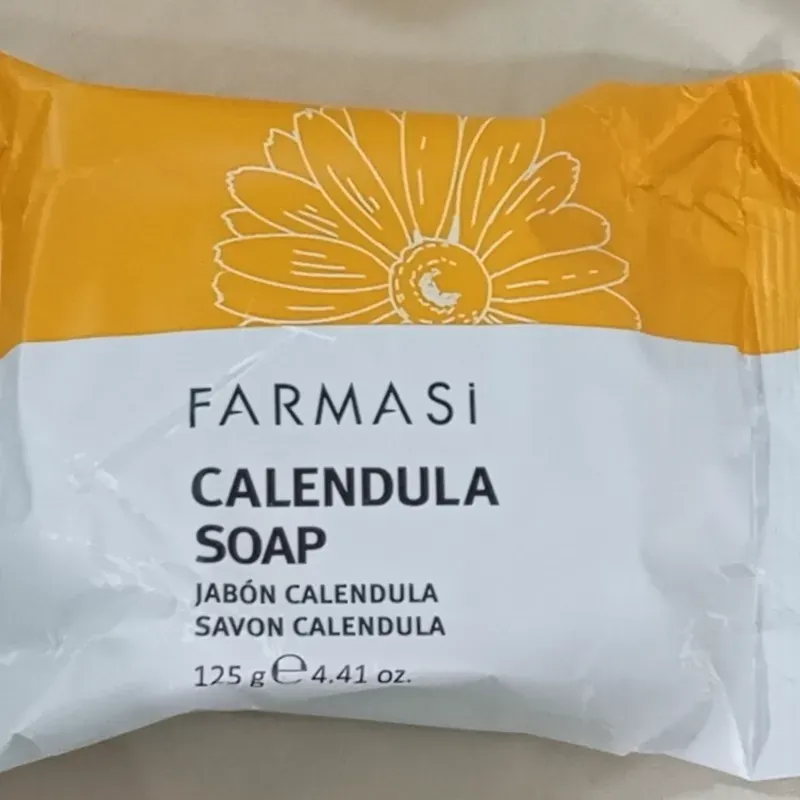 FARMASi
CALENDULA
SOAP
JABÓN CALENDULA
SAVON CALENDULA
125 g ℮ 4.41 oz.